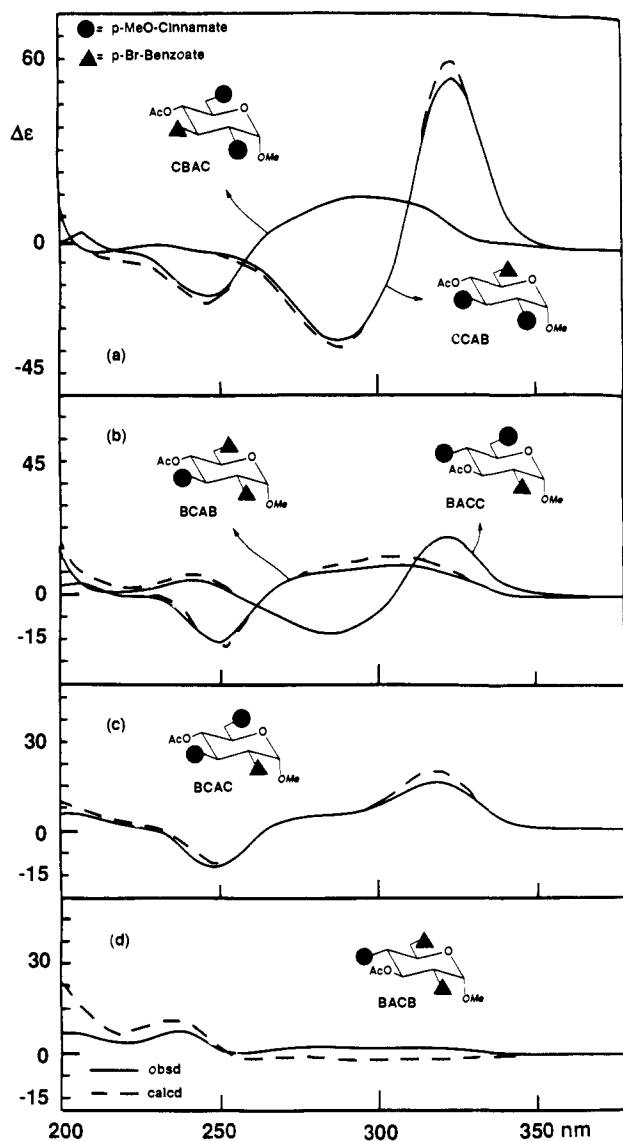 ● = p-MeO-Cinnamate
▲ = p-Br-Benzoate
60
Δε
0
-45
AcO
O
OMe
CBAC
AcO
O
OMe
CCAB
(a)
(b)
45
0
-15
AcO
O
OMe
BCAB
AcO
O
OMe
BACC
(c)
30
0
-15
AcO
O
OMe
BCAC
(d)
30
0
-15
AcO
O
OMe
BACB
obsd
calcd
200 250 300 350 nm